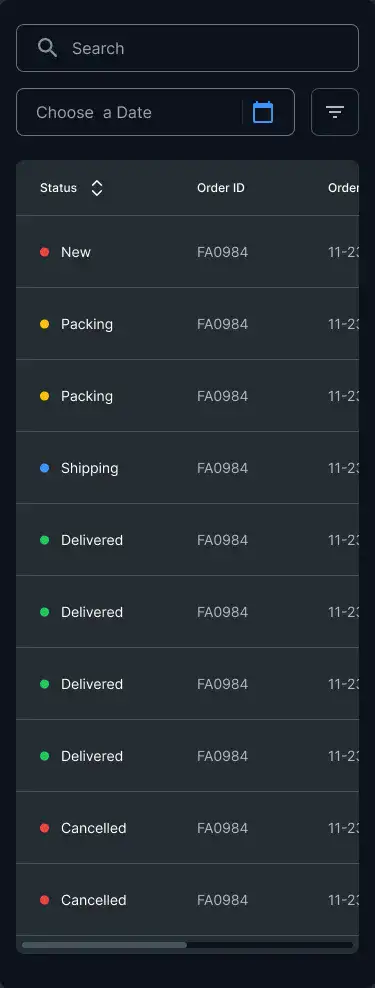 Search
Choose a Date
Status Order ID Order
New FA0984 11-23
Packing FA0984 11-23
Packing FA0984 11-23
Shipping FA0984 11-23
Delivered FA0984 11-23
Delivered FA0984 11-23
Delivered FA0984 11-23
Delivered FA0984 11-23
Cancelled FA0984 11-23
Cancelled FA0984 11-23